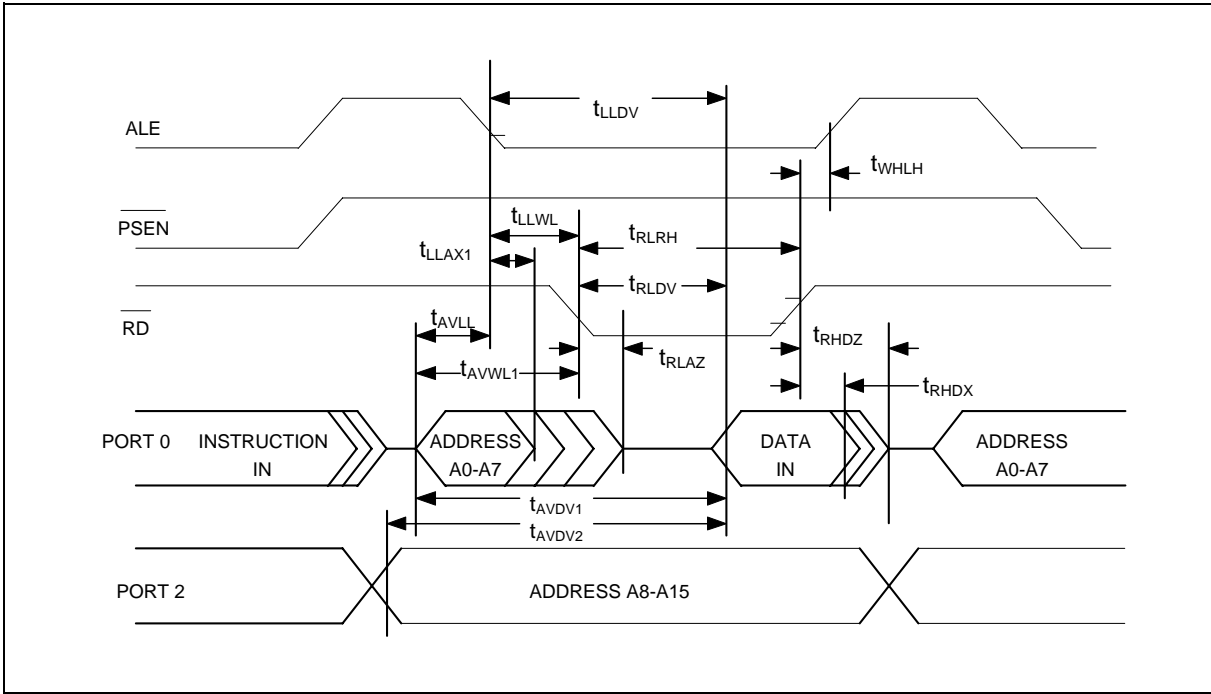 tLLDV
ALE
tWHLH
PSEN
tLLWL
tRLRH
tLLAX1
tRLDV
RD
tAVLL
tRHDZ
tRLAZ
tAVWL1
tRHDX
PORT 0
INSTRUCTION
IN
ADDRESS
A0-A7
DATA
IN
ADDRESS
A0-A7
tAVDV1
tAVDV2
PORT 2
ADDRESS A8-A15